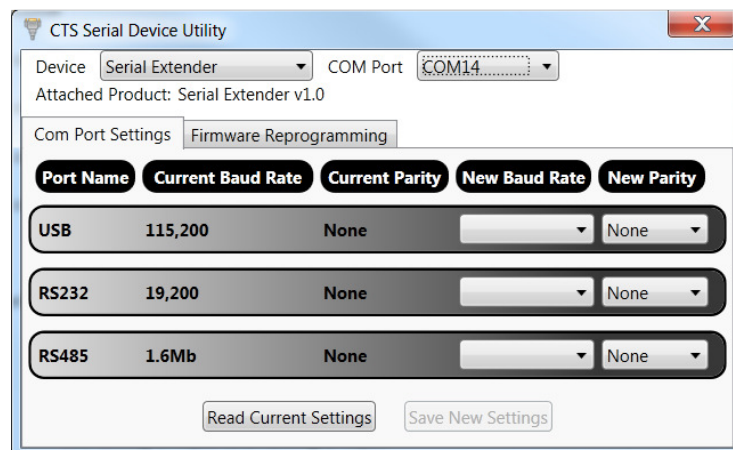 CTS Serial Device Utility
Device Serial Extender COM Port COM14
Attached Product: Serial Extender v1.0
Com Port Settings Firmware Reprogramming
Port Name Current Baud Rate Current Parity New Baud Rate New Parity
USB 115,200 None None
RS232 19,200 None None
RS485 1.6Mb None None
Read Current Settings Save New Settings